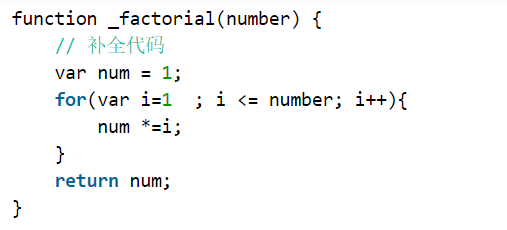 function _factorial(number) {
    // 补全代码
    var num = 1;
    for(var i=1  ; i <= number; i++){
        num *=i;
    }
    return num;
}